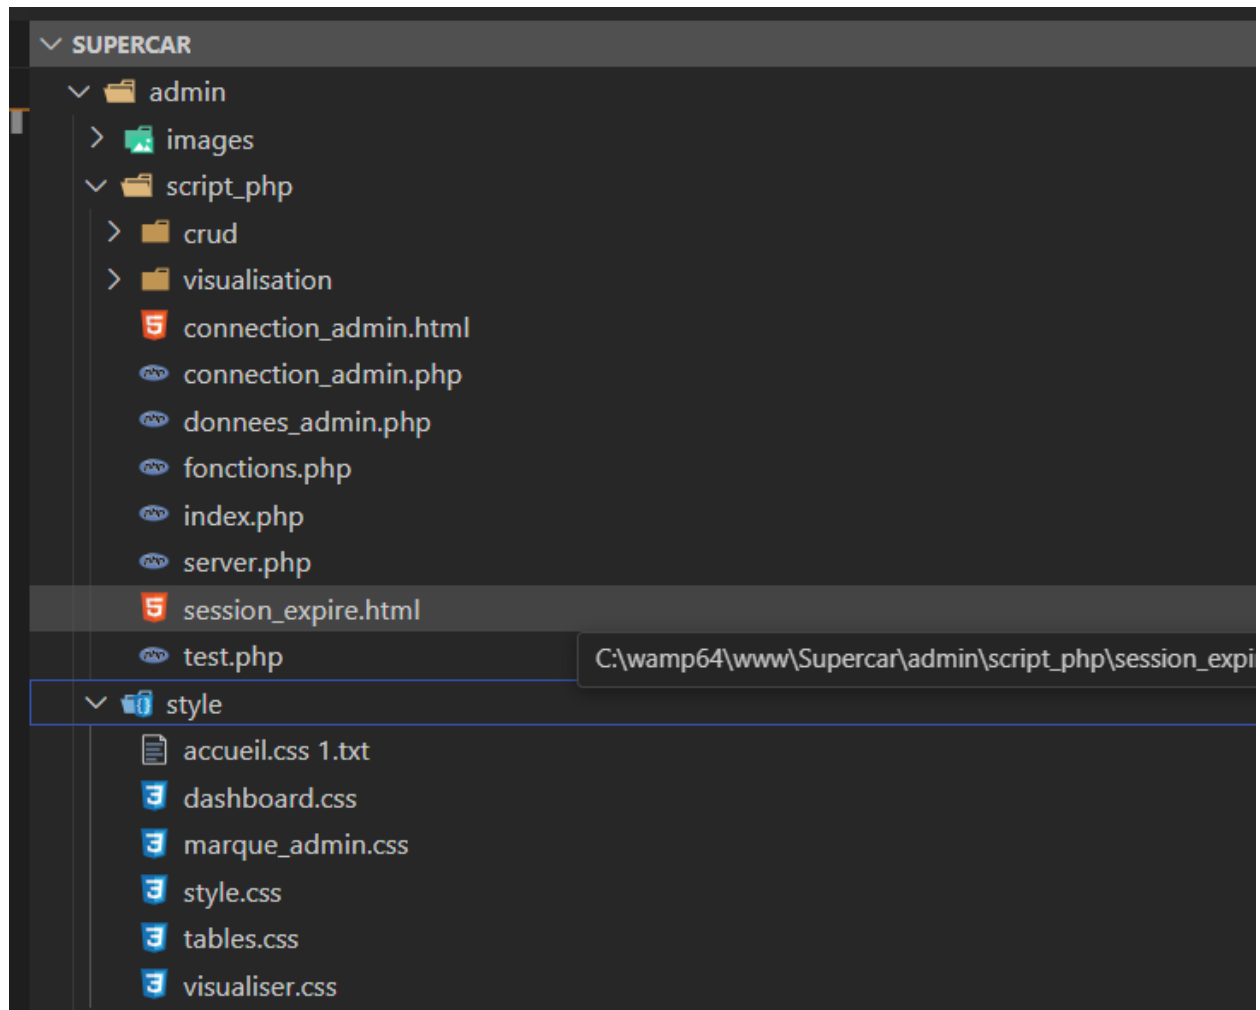 SUPERCAR
admin
images
script_php
crud
visualisation
connection_admin.html
connection_admin.php
donnees_admin.php
fonctions.php
index.php
server.php
session_expire.html
test.php
C:\wamp64\www\Supercar\admin\script_php\session_expi
style
accueil.css 1.txt
dashboard.css
marque_admin.css
style.css
tables.css
visualiser.css